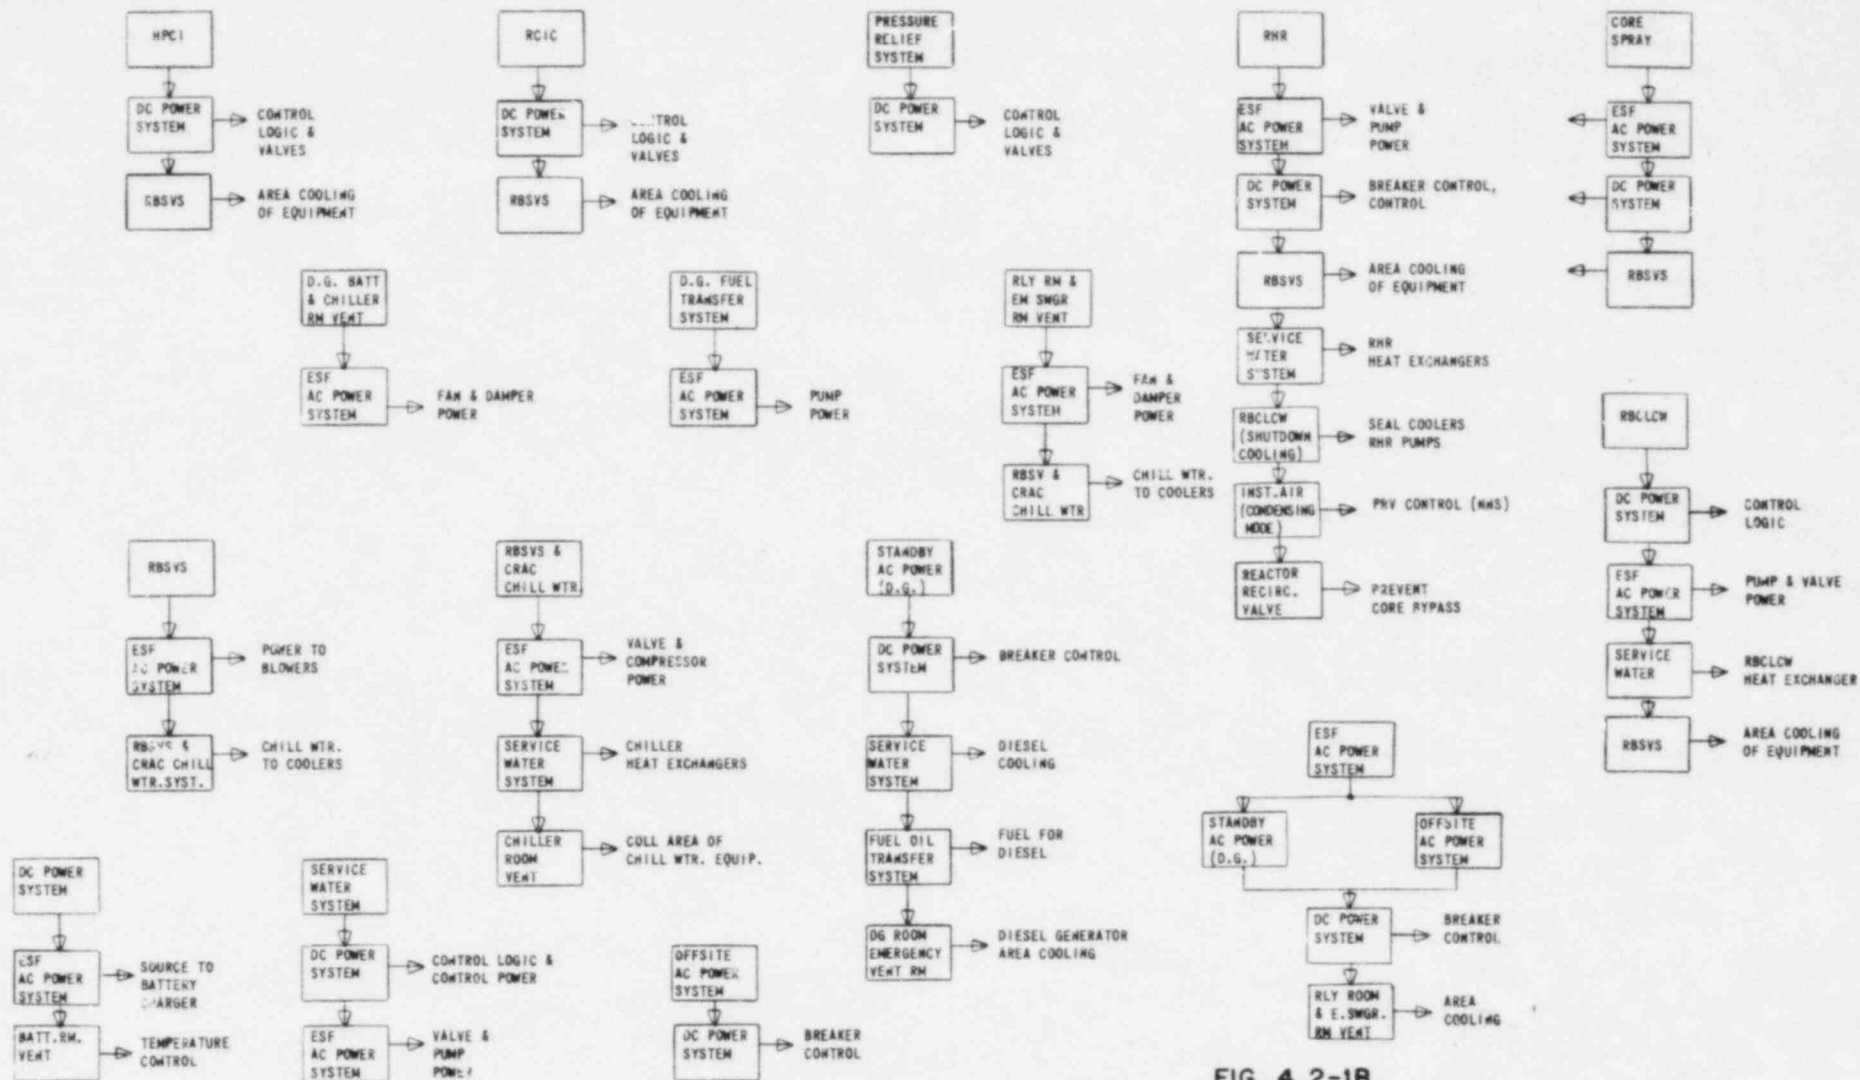 HPCI
DC POWER
SYSTEM
CONTROL
LOGIC &
VALVES
RBSVS
AREA COOLING
OF EQUIPMENT
RCIC
DC POWER
SYSTEM
LOGIC &
VALVES
RBSVS
AREA COOLING
OF EQUIPMENT
PRESSURE
RELIEF
SYSTEM
DC POWER
SYSTEM
CONTROL
LOGIC &
VALVES
RHR
ESF
AC POWER
SYSTEM
VALVE &
PUMP
POWER
DC POWER
SYSTEM
BREAKER CONTROL,
CONTROL
RBSVS
AREA COOLING
OF EQUIPMENT
SERVICE
WATER
SYSTEM
RHR
HEAT EXCHANGERS
RBCLCW
(SHUTDOWN
COOLING)
SEAL COOLERS
RHR PUMPS
INST.AIR
(CONDENSING
MODE)
PRV CONTROL (NNS)
REACTOR
RECIRC.
VALVE
PREVENT
CORE BYPASS
CORE
SPRAY
ESF
AC POWER
SYSTEM
DC POWER
SYSTEM
RBSVS
D.G. BATT
& CHILLER
RM VENT
ESF
AC POWER
SYSTEM
FAN & DAMPER
POWER
D.G. FUEL
TRANSFER
SYSTEM
ESF
AC POWER
SYSTEM
PUMP
POWER
RLY RM &
EM SWGR
RM VENT
ESF
AC POWER
SYSTEM
FAN &
DAMPER
POWER
RBSV &
CRAC
CHILL WTR
CHILL WTR.
TO COOLERS
RBCLCW
DC POWER
SYSTEM
CONTROL
LOGIC
ESF
AC POWER
SYSTEM
PUMP & VALVE
POWER
SERVICE
WATER
RBCLCW
HEAT EXCHANGER
RBSVS
AREA COOLING
OF EQUIPMENT
RBSVS
ESF
AC POWER
SYSTEM
POWER TO
BLOWERS
RBSVS &
CRAC CHILL
WTR.SYST.
CHILL WTR.
TO COOLERS
RBSVS &
CRAC
CHILL WTR.
ESF
AC POWER
SYSTEM
VALVE &
COMPRESSOR
POWER
SERVICE
WATER
SYSTEM
CHILLER
HEAT EXCHANGERS
CHILLER
ROOM
VENT
COLL AREA OF
CHILL WTR. EQUIP.
STANDBY
AC POWER
(D.G.)
DC POWER
SYSTEM
BREAKER CONTROL
SERVICE
WATER
SYSTEM
DIESEL
COOLING
FUEL OIL
TRANSFER
SYSTEM
FUEL FOR
DIESEL
DG ROOM
EMERGENCY
VENT RM
DIESEL GENERATOR
AREA COOLING
ESF
AC POWER
SYSTEM
STANDBY
AC POWER
(D.G.)
OFFSITE
AC POWER
SYSTEM
DC POWER
SYSTEM
BREAKER
CONTROL
RLY ROOM
& E.SWGR.
RM VENT
AREA
COOLING
DC POWER
SYSTEM
ESF
AC POWER
SYSTEM
SOURCE TO
BATTERY
CHARGER
BATT.RM.
VENT
TEMPERATURE
CONTROL
SERVICE
WATER
SYSTEM
DC POWER
SYSTEM
CONTROL LOGIC &
CONTROL POWER
ESF
AC POWER
SYSTEM
VALVE &
PUMP
POWER
OFFSITE
AC POWER
SYSTEM
DC POWER
SYSTEM
BREAKER
CONTROL
FIG. 4.2-1B